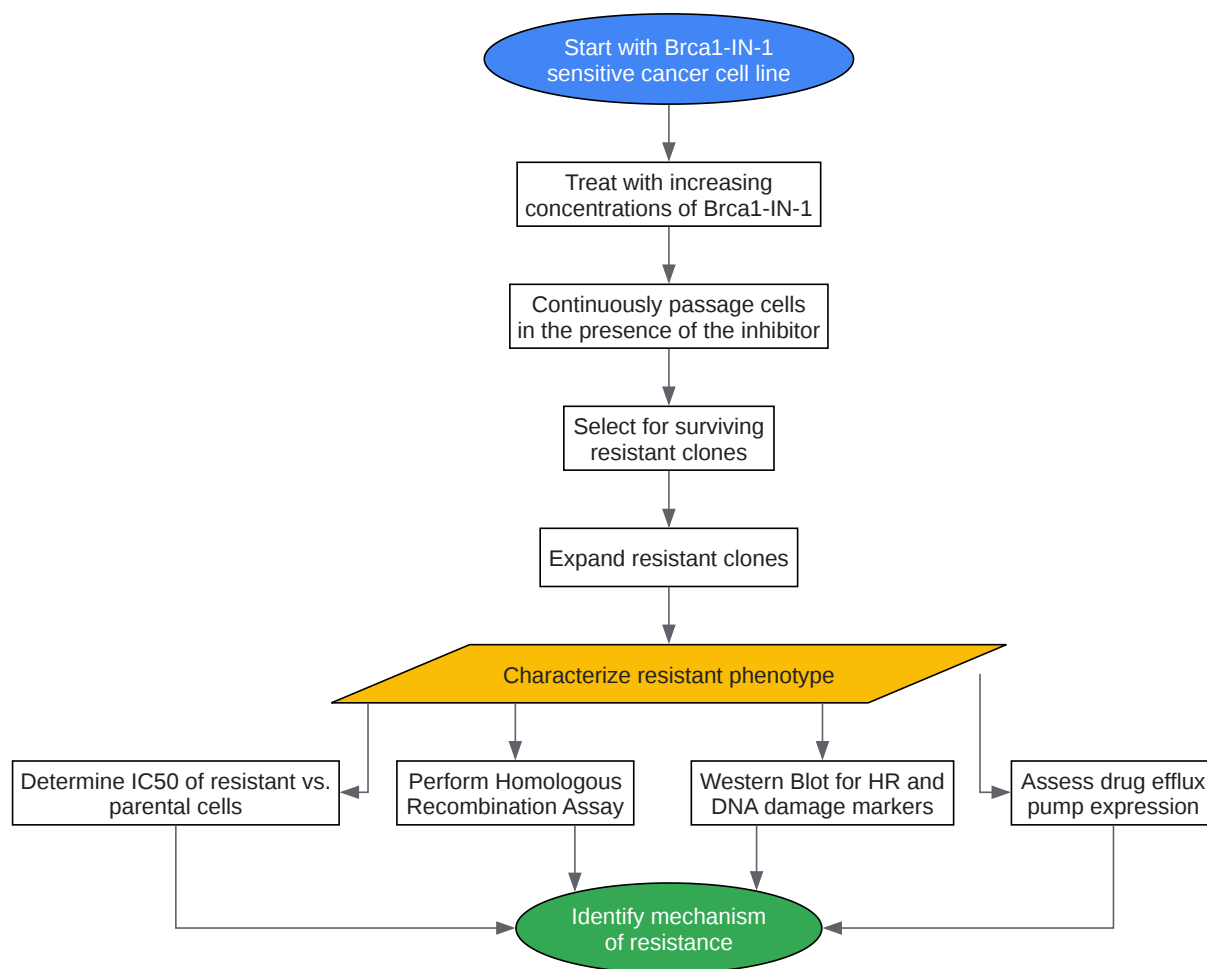 Start with Brca1-IN-1
sensitive cancer cell line
Treat with increasing
concentrations of Brca1-IN-1
Continuously passage cells
in the presence of the inhibitor
Select for surviving
resistant clones
Expand resistant clones
Characterize resistant phenotype
Determine IC50 of resistant vs.
parental cells
Perform Homologous
Recombination Assay
Western Blot for HR and
DNA damage markers
Assess drug efflux
pump expression
Identify mechanism
of resistance